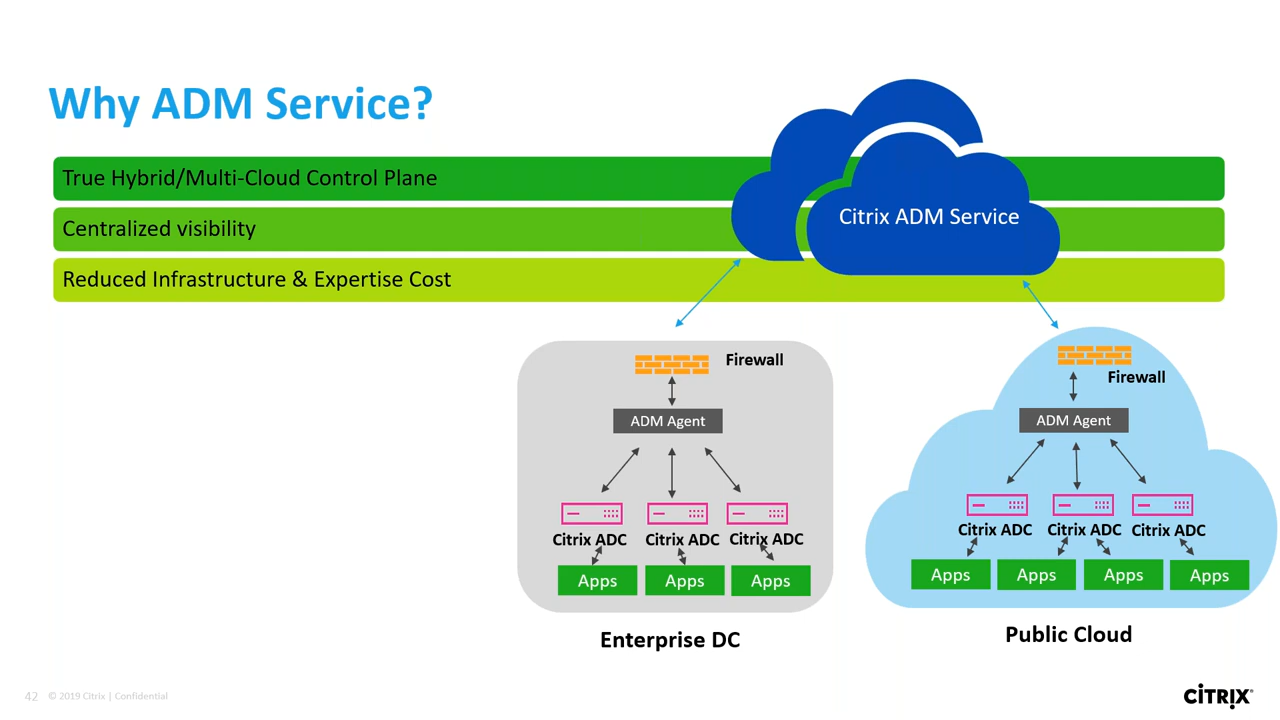 Why ADM Service?
True Hybrid/Multi-Cloud Control Plane
Centralized visibility
Reduced Infrastructure & Expertise Cost
Citrix ADM Service
Firewall
ADM Agent
Citrix ADC Citrix ADC Citrix ADC
Apps Apps Apps
Enterprise DC
Firewall
ADM Agent
Citrix ADC Citrix ADC Citrix ADC
Apps Apps Apps Apps
Public Cloud
42 © 2019 Citrix | Confidential
CITRIX®